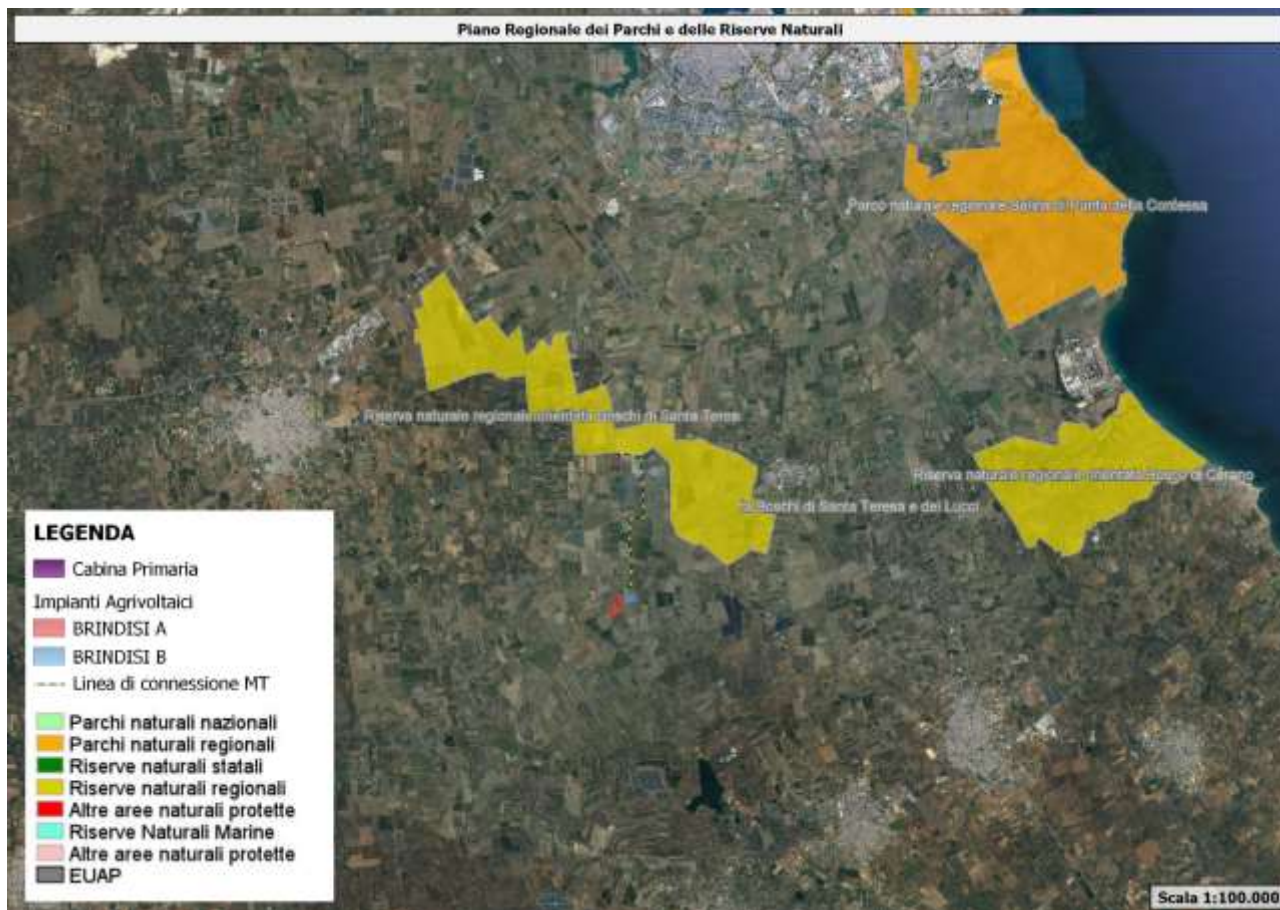 Piano Regionale dei Parchi e delle Riserve Naturali
Parco naturale regionale Saline di Punta della Contessa
Riserva naturale regionale orientata Boschi di Santa Teresa
Riserva naturale regionale orientata Bosco di Cerano
Boschi di Santa Teresa e dei Lucci
LEGENDA
Cabina Primaria
Impianti Agrivoltaici
BRINDISI A
BRINDISI B
Linea di connessione MT
Parchi naturali nazionali
Parchi naturali regionali
Riserve naturali statali
Riserve naturali regionali
Altre aree naturali protette
Riserve Naturali Marine
Altre aree naturali protette
EUAP
Scala 1:100.000